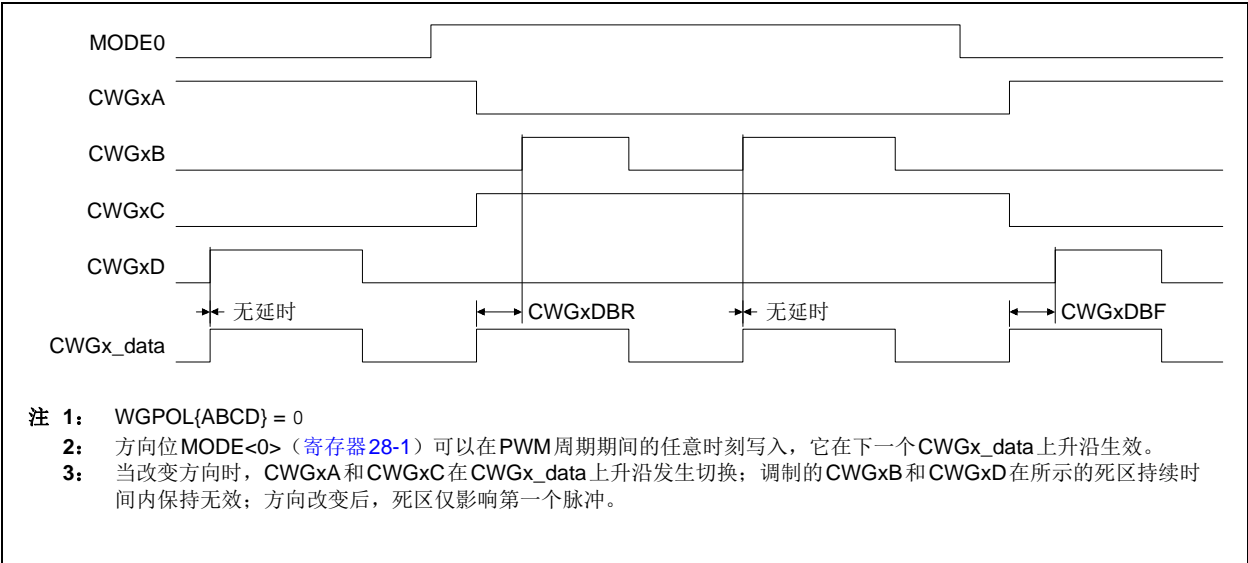 MODE0
CWGxA
CWGxB
CWGxC
CWGxD
无延时
CWGxDBR
无延时
CWGxDBF
CWGx_data
注 1： WGPOL{ABCD} = 0
2： 方向位MODE<0>（寄存器28-1）可以在PWM周期期间的任意时刻写入，它在下一个CWGx_data上升沿生效。
3： 当改变方向时，CWGxA和CWGxC在CWGx_data上升沿发生切换；调制的CWGxB和CWGxD在所示的死区持续时
间内保持无效；方向改变后，死区仅影响第一个脉冲。